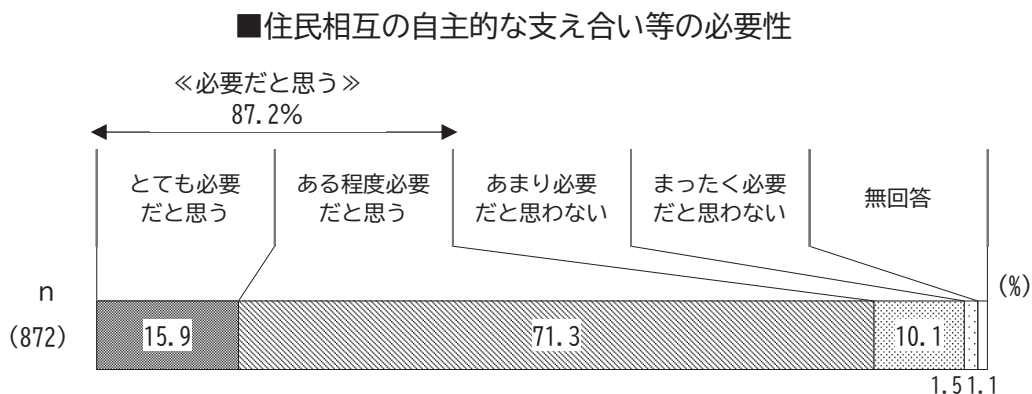 ■住民相互の自主的な支え合い等の必要性
≪必要だと思う≫
87.2%
とても必要
だと思う
ある程度必要
だと思う
あまり必要
だと思わない
まったく必要
だと思わない
無回答
n
(%)
(872)
15.9
71.3
10.1
1.5
1.1